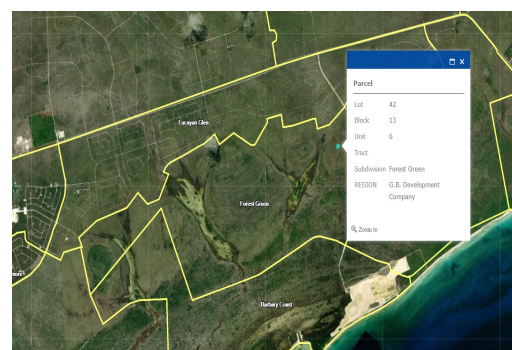 x
Parcel
Lot 42
Block 13
Unit 6
Tract
Subdivision Forest Green
REGION G.B. Development
Company
Zoom to
Lucayan Glen
Forest Green
Barbary Coast